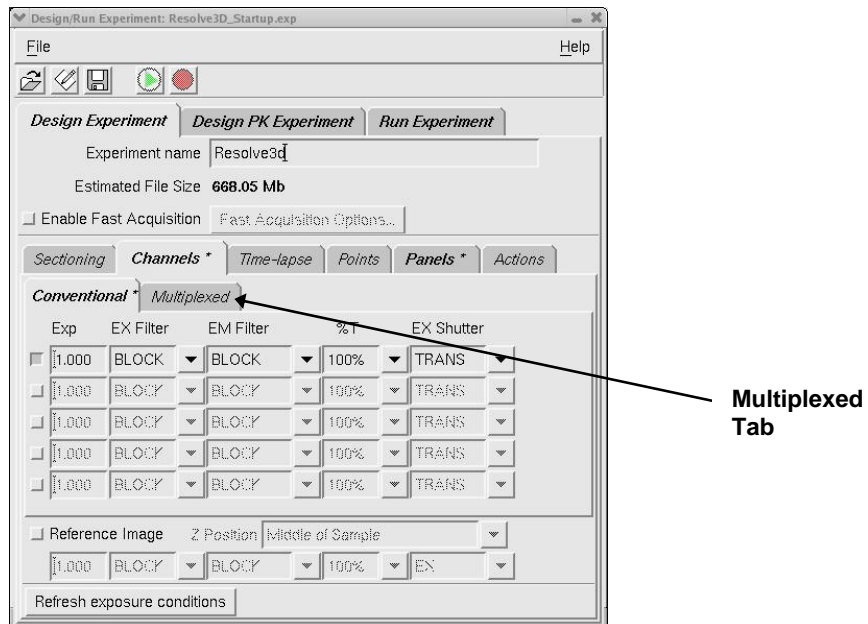 Design/Run Experiment: Resolve3D_Startup.exp
File Help
Design Experiment Design PK Experiment Run Experiment
Experiment name Resolve3d
Estimated File Size 668.05 Mb
Enable Fast Acquisition Fast Acquisition Options...
Sectioning Channels * Time-lapse Points Panels * Actions
Conventional * Multiplexed
Exp EX Filter EM Filter %T EX Shutter
1.000 BLOCK BLOCK 100% TRANS
1.000 BLOCK BLOCK 100% TRANS
1.000 BLOCK BLOCK 100% TRANS
1.000 BLOCK BLOCK 100% TRANS
1.000 BLOCK BLOCK 100% TRANS
Reference Image Z Position Middle of Sample
1.000 BLOCK BLOCK 100% EX
Refresh exposure conditions
Multiplexed
Tab